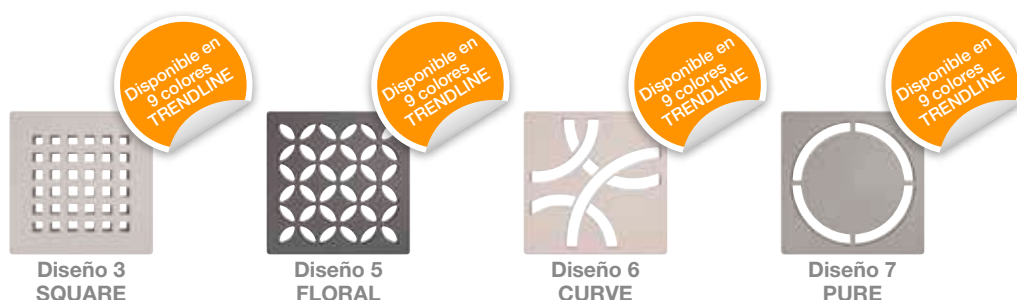 Disponible en
9 colores
TRENDLINE
Disponible en
9 colores
TRENDLINE
Disponible en
9 colores
TRENDLINE
Disponible en
9 colores
TRENDLINE
Diseño 3
SQUARE
Diseño 5
FLORAL
Diseño 6
CURVE
Diseño 7
PURE